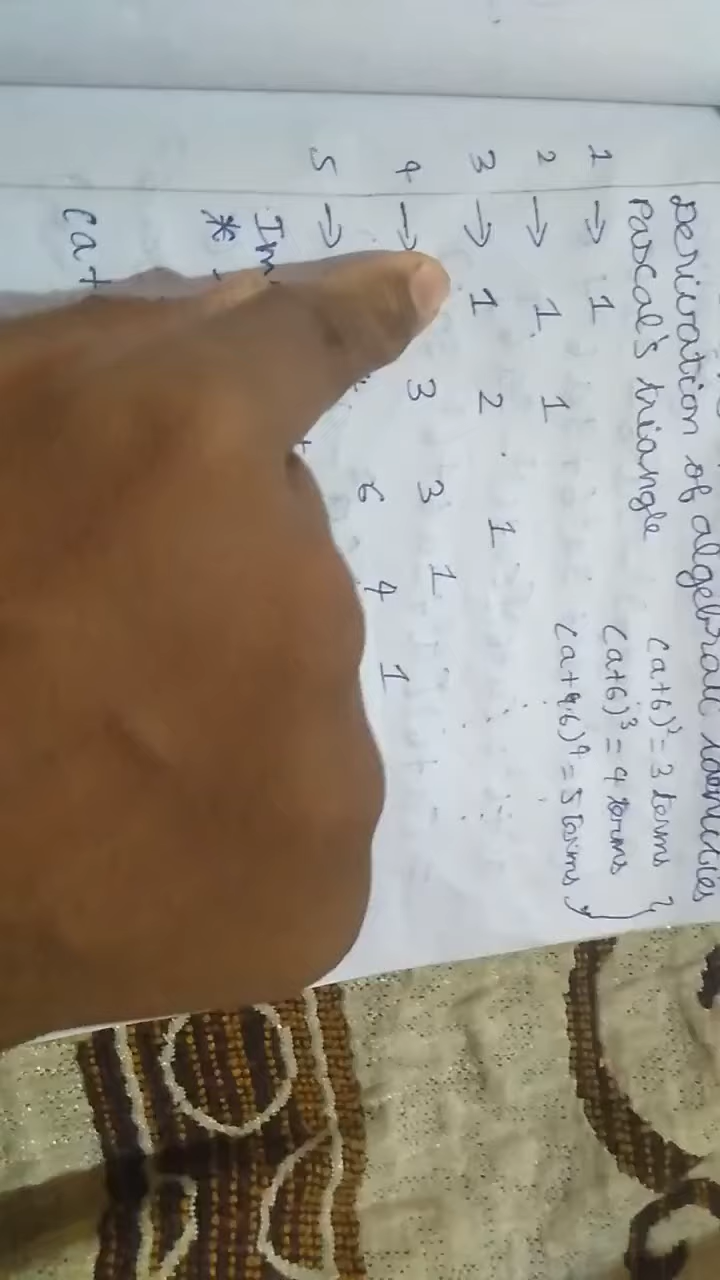 Derivation of algebraic identities
Pascal's triangle
(a+b)² = 3 terms
(a+b)³ = 4 terms
(a+b)⁴ = 5 terms
1 → 1
2 → 1 1
3 → 1 2 1
4 → 3 3 1
5 → 6 4 1
Im
*
(a+